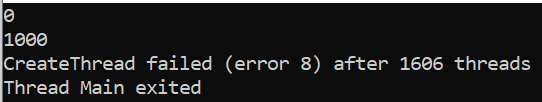 0
1000
CreateThread failed (error 8) after 1606 threads
Thread Main exited